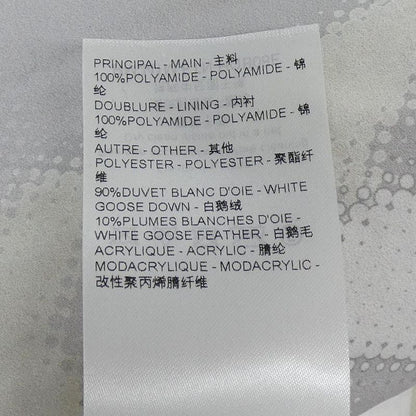 PRINCIPAL - MAIN - 主料
100%POLYAMIDE - POLYAMIDE - 锦
纶
DOUBLURE - LINING - 内衬
100%POLYAMIDE - POLYAMIDE - 锦
纶
AUTRE - OTHER - 其他
POLYESTER - POLYESTER - 聚酯纤
维
90%DUVET BLANC D'OIE - WHITE
GOOSE DOWN - 白鹅绒
10%PLUMES BLANCHES D'OIE -
WHITE GOOSE FEATHER - 白鹅毛
ACRYLIQUE - ACRYLIC - 腈纶
MODACRYLIQUE - MODACRYLIC -
改性聚丙烯腈纤维